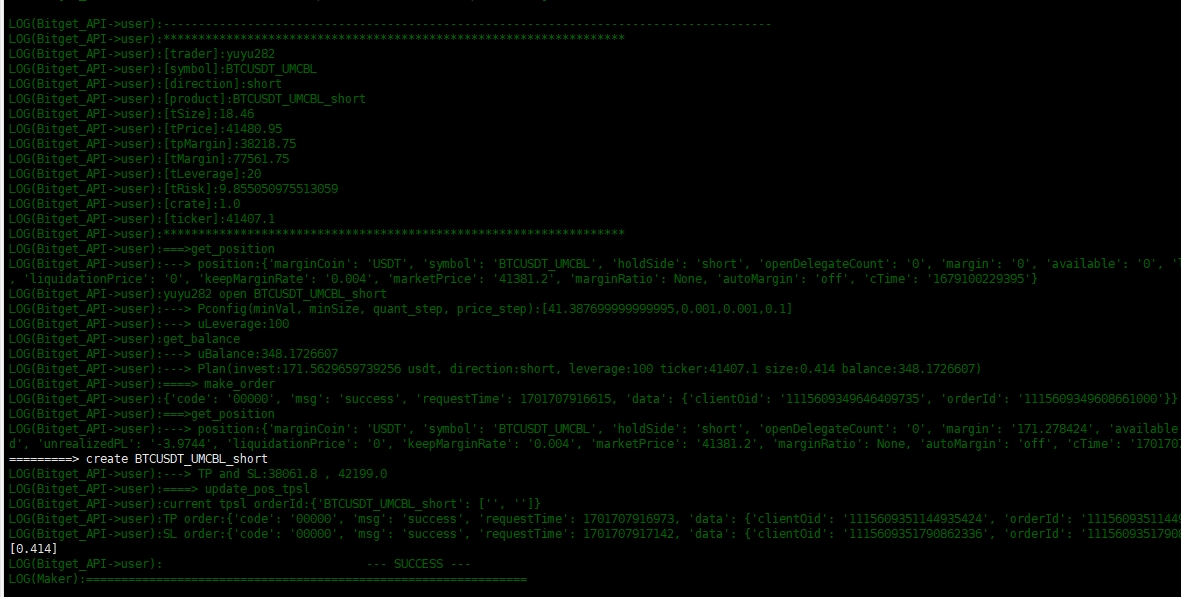 LOG(Bitget_API->user):---------------------------------------------------------------------------------------
LOG(Bitget_API->user):******************************************************************
LOG(Bitget_API->user):[trader]:yuyu282
LOG(Bitget_API->user):[symbol]:BTCUSDT_UMCBL
LOG(Bitget_API->user):[direction]:short
LOG(Bitget_API->user):[product]:BTCUSDT_UMCBL_short
LOG(Bitget_API->user):[tSize]:18.46
LOG(Bitget_API->user):[tPrice]:41480.95
LOG(Bitget_API->user):[tpMargin]:38218.75
LOG(Bitget_API->user):[tMargin]:77561.75
LOG(Bitget_API->user):[tLeverage]:20
LOG(Bitget_API->user):[tRisk]:9.855050975513059
LOG(Bitget_API->user):[crate]:1.0
LOG(Bitget_API->user):[ticker]:41407.1
LOG(Bitget_API->user):******************************************************************
LOG(Bitget_API->user):===>get_position
LOG(Bitget_API->user):---> position:{'marginCoin': 'USDT', 'symbol': 'BTCUSDT_UMCBL', 'holdSide': 'short', 'openDelegateCount': '0', 'margin': '0', 'available': '0', 'l
, 'liquidationPrice': '0', 'keepMarginRate': '0.004', 'marketPrice': '41381.2', 'marginRatio': None, 'autoMargin': 'off', 'cTime': '1679100229395'}
LOG(Bitget_API->user):yuyu282 open BTCUSDT_UMCBL_short
LOG(Bitget_API->user):---> Pconfig(minVal, minSize, quant_step, price_step):[41.387699999999995,0.001,0.001,0.1]
LOG(Bitget_API->user):---> uLeverage:100
LOG(Bitget_API->user):get_balance
LOG(Bitget_API->user):---> uBalance:348.1726607
LOG(Bitget_API->user):---> Plan(invest:171.5629659739256 usdt, direction:short, leverage:100 ticker:41407.1 size:0.414 balance:348.1726607)
LOG(Bitget_API->user):====> make_order
LOG(Bitget_API->user):{'code': '00000', 'msg': 'success', 'requestTime': 1701707916615, 'data': {'clientOid': '1115609349646409735', 'orderId': '1115609349608661000'}}
LOG(Bitget_API->user):===>get_position
LOG(Bitget_API->user):---> position:{'marginCoin': 'USDT', 'symbol': 'BTCUSDT_UMCBL', 'holdSide': 'short', 'openDelegateCount': '0', 'margin': '171.278424', 'available
d', 'unrealizedPL': '-3.9744', 'liquidationPrice': '0', 'keepMarginRate': '0.004', 'marketPrice': '41381.2', 'marginRatio': None, 'autoMargin': 'off', 'cTime': '170170
=========> create BTCUSDT_UMCBL_short
LOG(Bitget_API->user):---> TP and SL:38061.8 , 42199.0
LOG(Bitget_API->user):====> update_pos_tpsl
LOG(Bitget_API->user):current tpsl orderId:{'BTCUSDT_UMCBL_short': ['', '']}
LOG(Bitget_API->user):TP order:{'code': '00000', 'msg': 'success', 'requestTime': 1701707916973, 'data': {'clientOid': '1115609351144935424', 'orderId': '11156093511449
LOG(Bitget_API->user):SL order:{'code': '00000', 'msg': 'success', 'requestTime': 1701707917142, 'data': {'clientOid': '1115609351790862336', 'orderId': '11156093517908
[0.414]
LOG(Bitget_API->user): --- SUCCESS ---
LOG(Maker):===============================================================